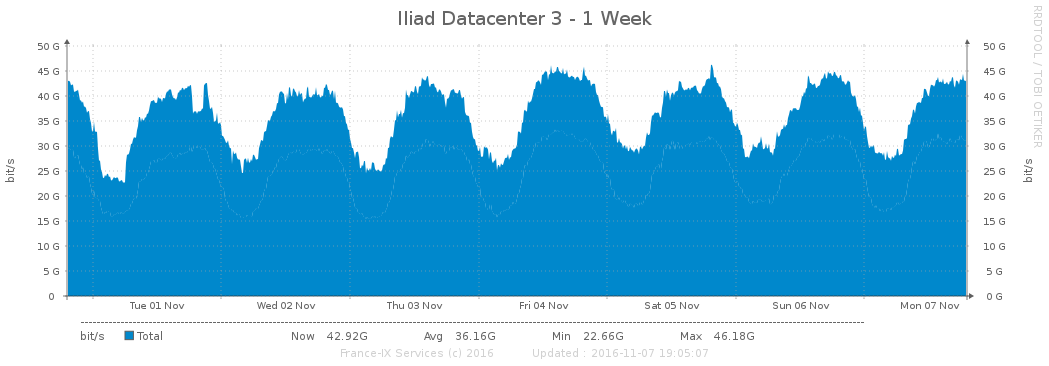 Iliad Datacenter 3 - 1 Week
RRDTOOL / TOBI OETIKER
50 G 50 G
45 G 45 G
40 G 40 G
35 G 35 G
30 G 30 G
25 G 25 G
20 G 20 G
15 G 15 G
10 G 10 G
5 G 5 G
0 0 G
bit/s bit/s
Tue 01 Nov Wed 02 Nov Thu 03 Nov Fri 04 Nov Sat 05 Nov Sun 06 Nov Mon 07 Nov
bit/s Total Now 42.92G Avg 36.16G Min 22.66G Max 46.18G
France-IX Services (c) 2016 Updated : 2016-11-07 19:05:07